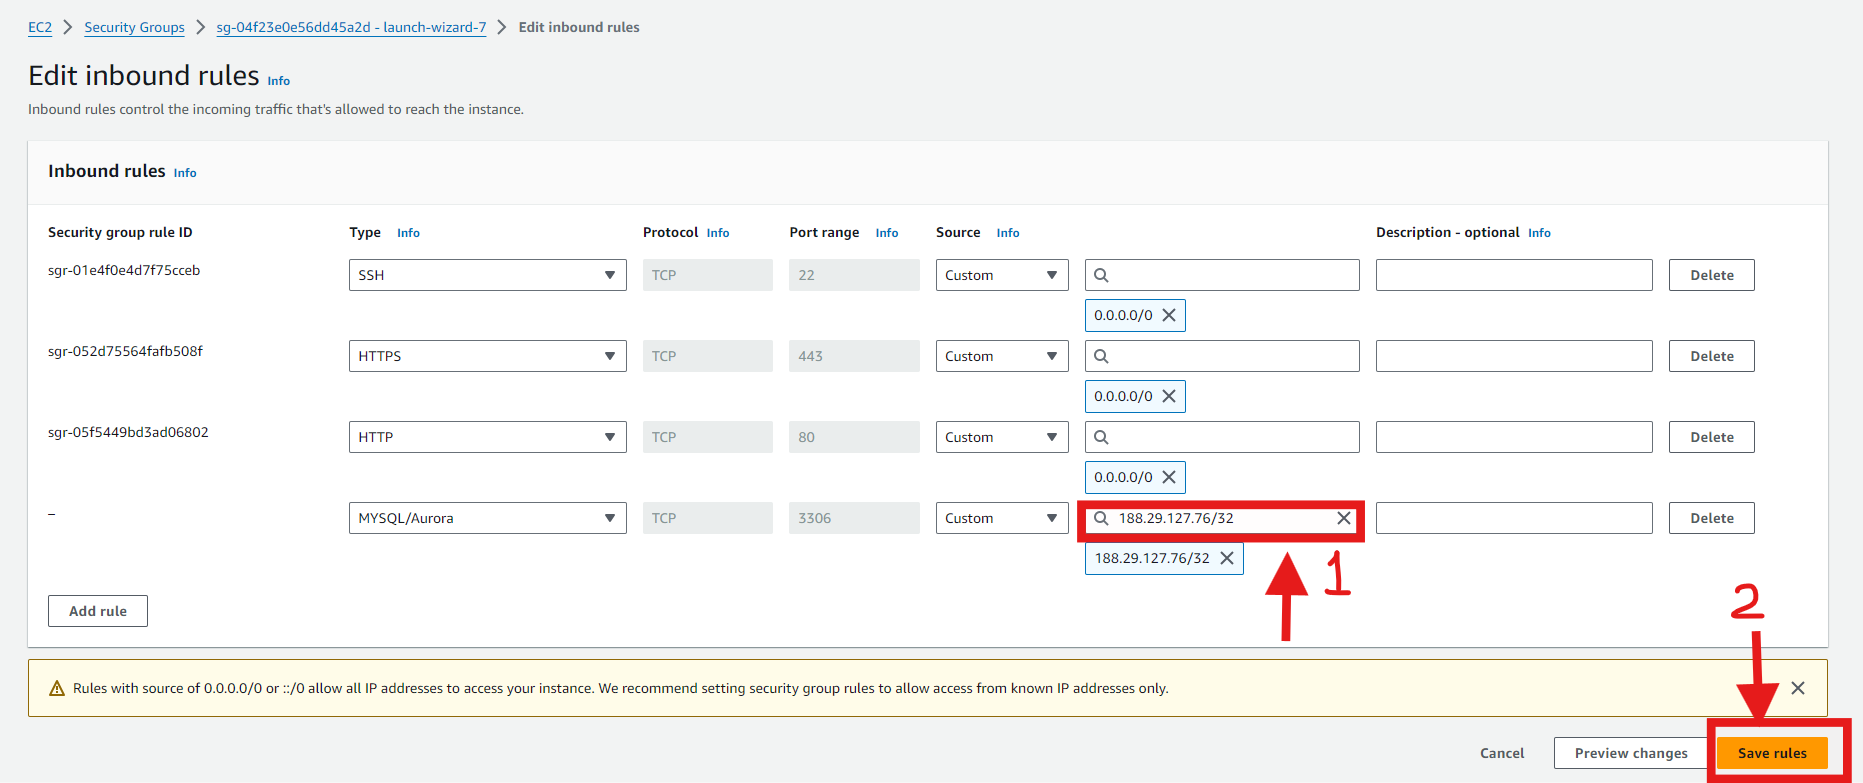 EC2 > Security Groups > sg-04f23e0e56dd45a2d - launch-wizard-7 > Edit inbound rules
Edit inbound rules Info
Inbound rules control the incoming traffic that's allowed to reach the instance.
Inbound rules Info
Security group rule ID Type Info Protocol Info Port range Info Source Info Description - optional Info
sgr-01e4f0e4d7f75cceb SSH TCP 22 Custom Delete
0.0.0.0/0
sgr-052d75564fafb508f HTTPS TCP 443 Custom Delete
0.0.0.0/0
sgr-05f5449bd3ad06802 HTTP TCP 80 Custom Delete
0.0.0.0/0
– MYSQL/Aurora TCP 3306 Custom 188.29.127.76/32 Delete
188.29.127.76/32
1
Add rule
2
Rules with source of 0.0.0.0/0 or ::/0 allow all IP addresses to access your instance. We recommend setting security group rules to allow access from known IP addresses only.
Cancel Preview changes Save rules